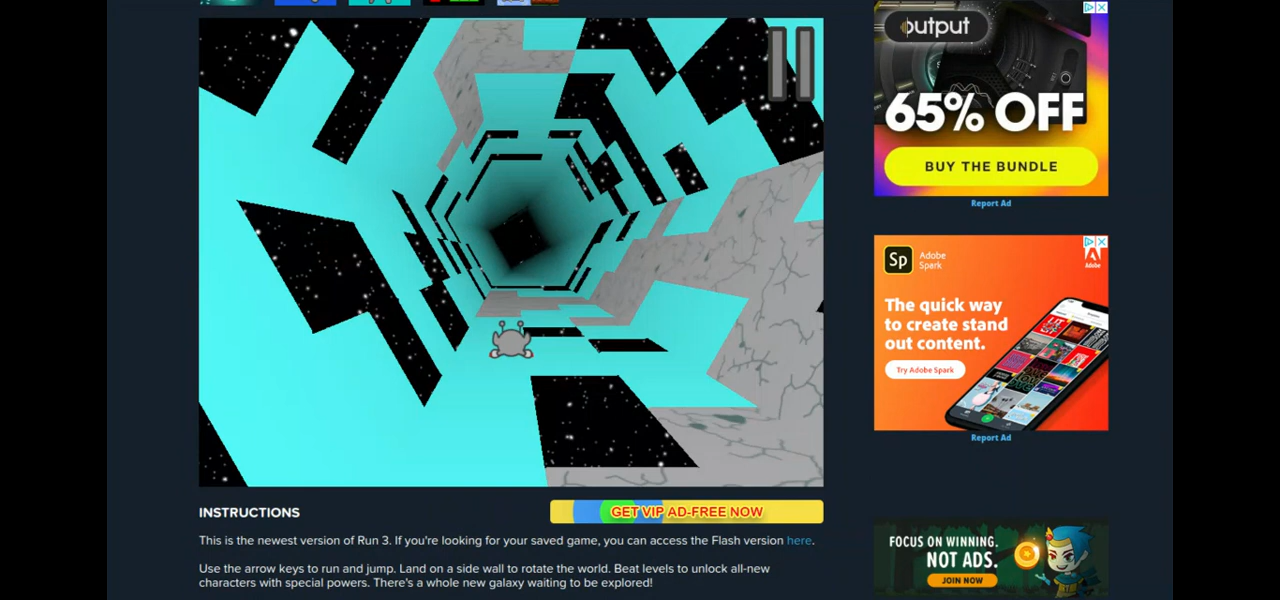 output
65% OFF
BUY THE BUNDLE
Report Ad
Sp
Adobe
Spark
Adobe
The quick way
to create stand
out content.
Try Adobe Spark
Report Ad
INSTRUCTIONS
GET VIP AD-FREE NOW
This is the newest version of Run 3. If you're looking for your saved game, you can access the Flash version here.
Use the arrow keys to run and jump. Land on a side wall to rotate the world. Beat levels to unlock all-new
characters with special powers. There's a whole new galaxy waiting to be explored!
FOCUS ON WINNING.
NOT ADS.
JOIN NOW